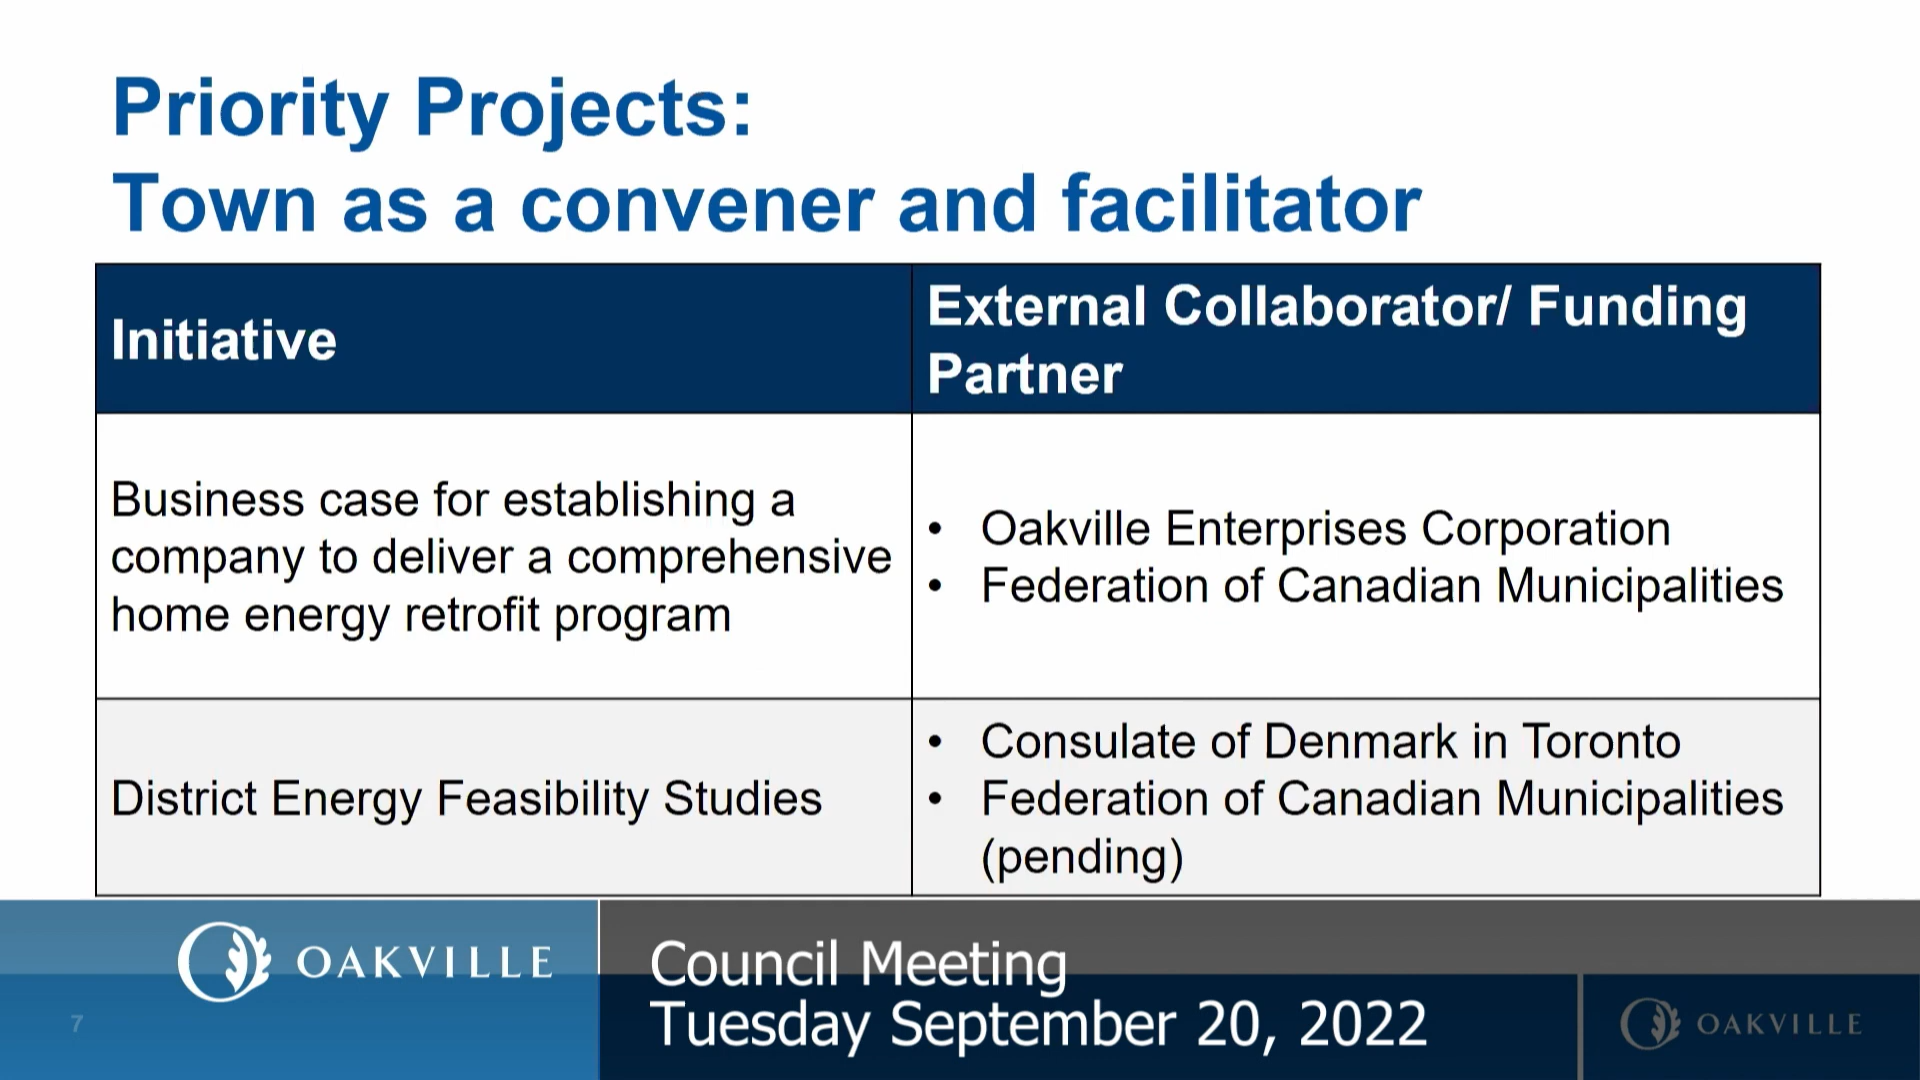 Priority Projects:
Town as a convener and facilitator
Initiative
External Collaborator/ Funding
Partner
Business case for establishing a
company to deliver a comprehensive
home energy retrofit program
• Oakville Enterprises Corporation
• Federation of Canadian Municipalities
District Energy Feasibility Studies
• Consulate of Denmark in Toronto
• Federation of Canadian Municipalities
(pending)
OAKVILLE
Council Meeting
Tuesday September 20, 2022
7
OAKVILLE